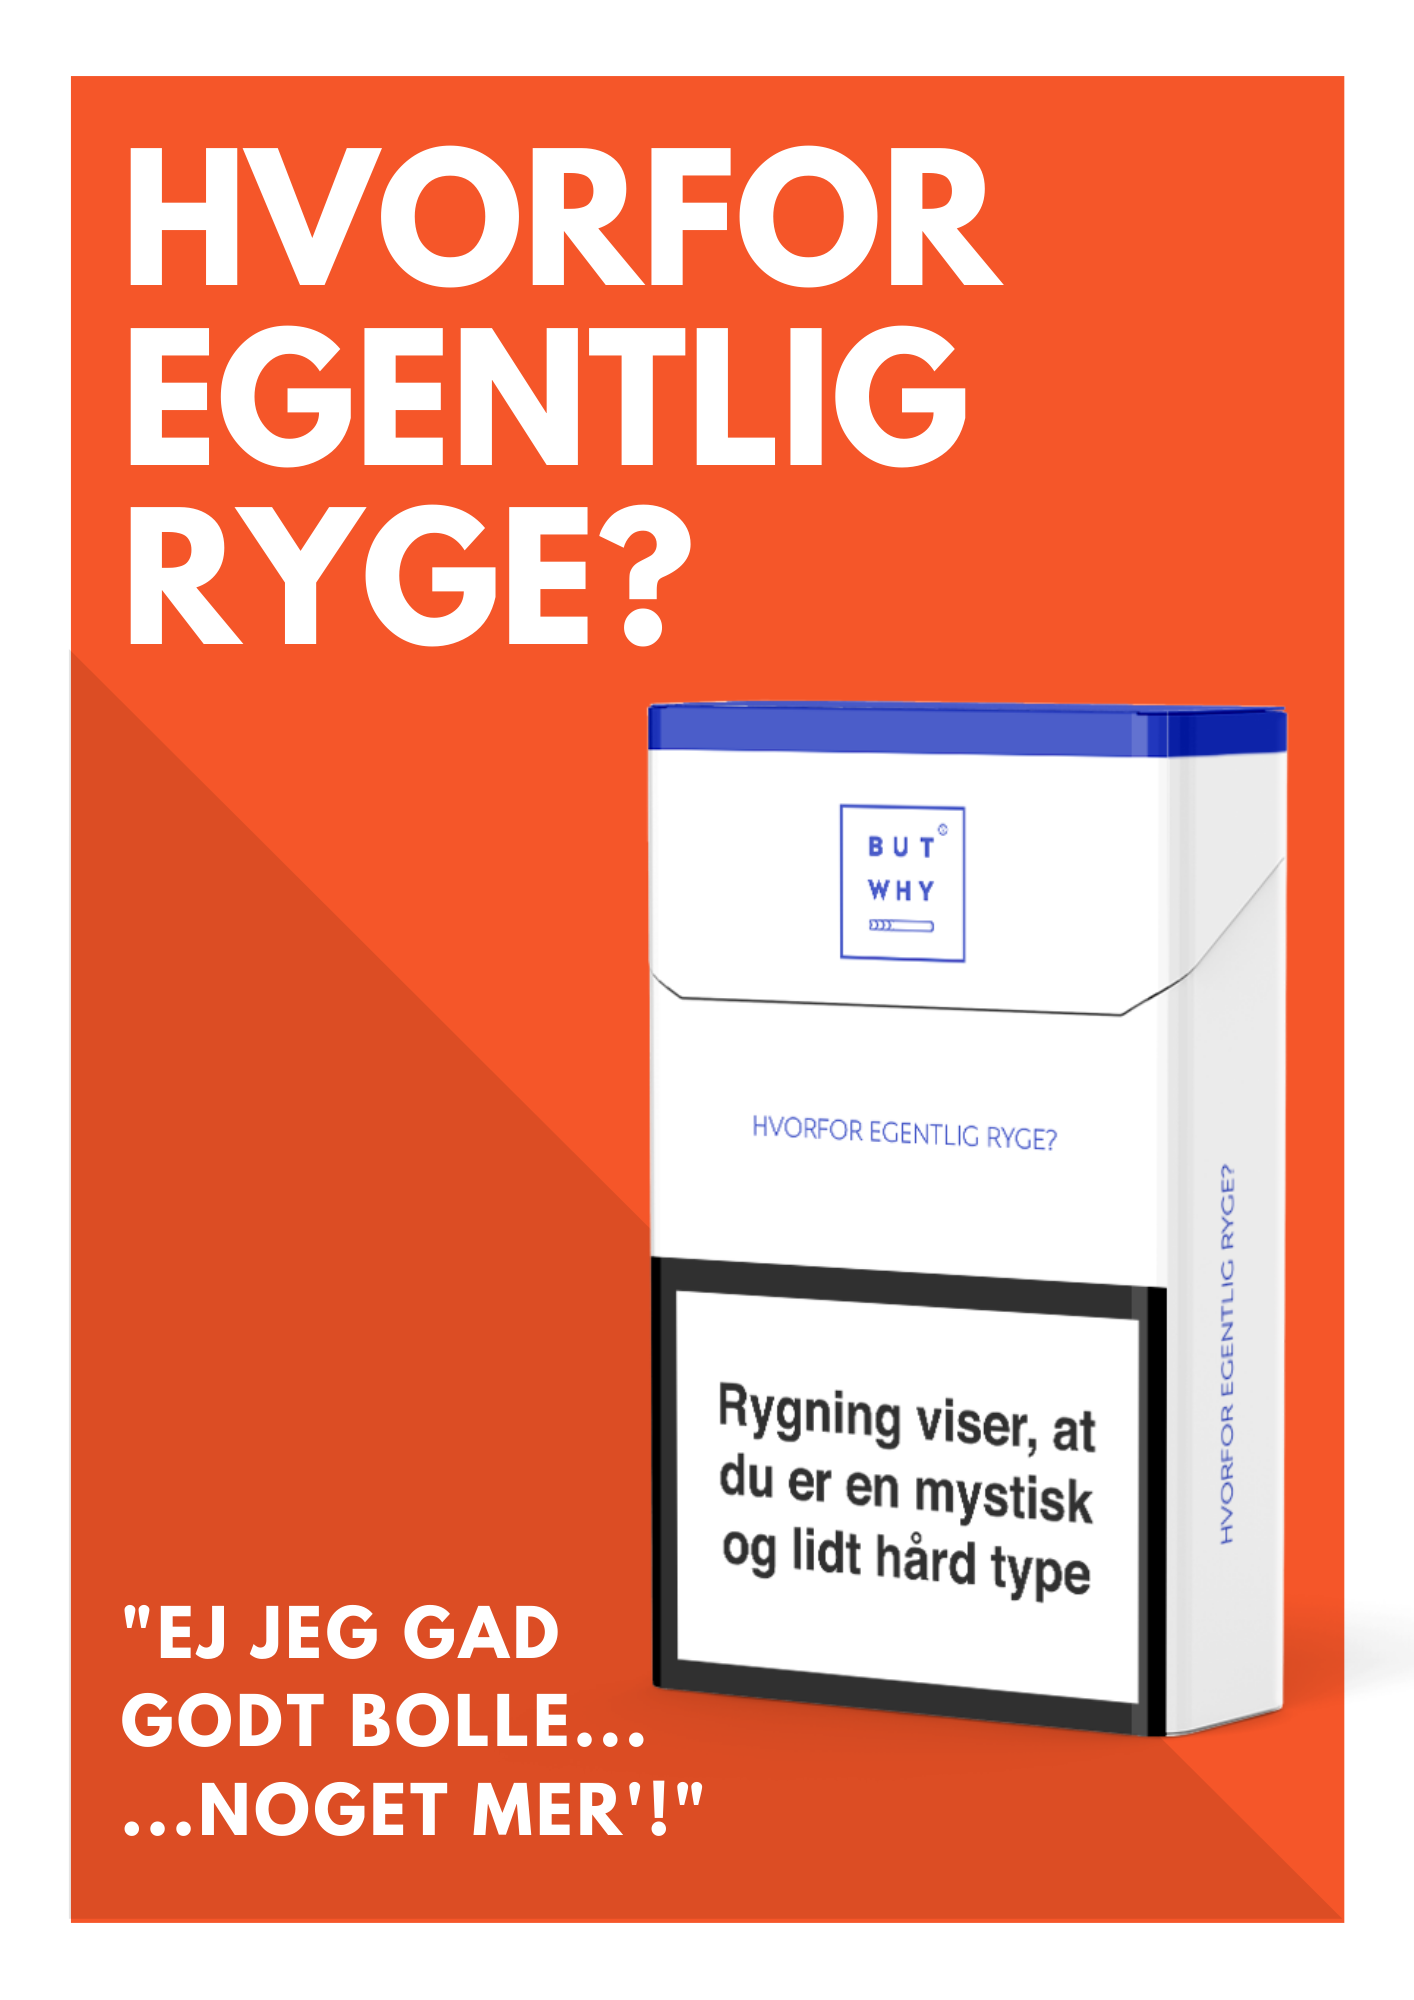 HVORFOR
EGENTLIG
RYGE?
BUT
WHY
HVORFOR EGENTLIG RYGE?
HVORFOR EGENTLIG RYGE?
Rygning viser, at
du er en mystisk
og lidt hård type
"EJ JEG GAD
GODT BOLLE...
...NOGET MER'!"